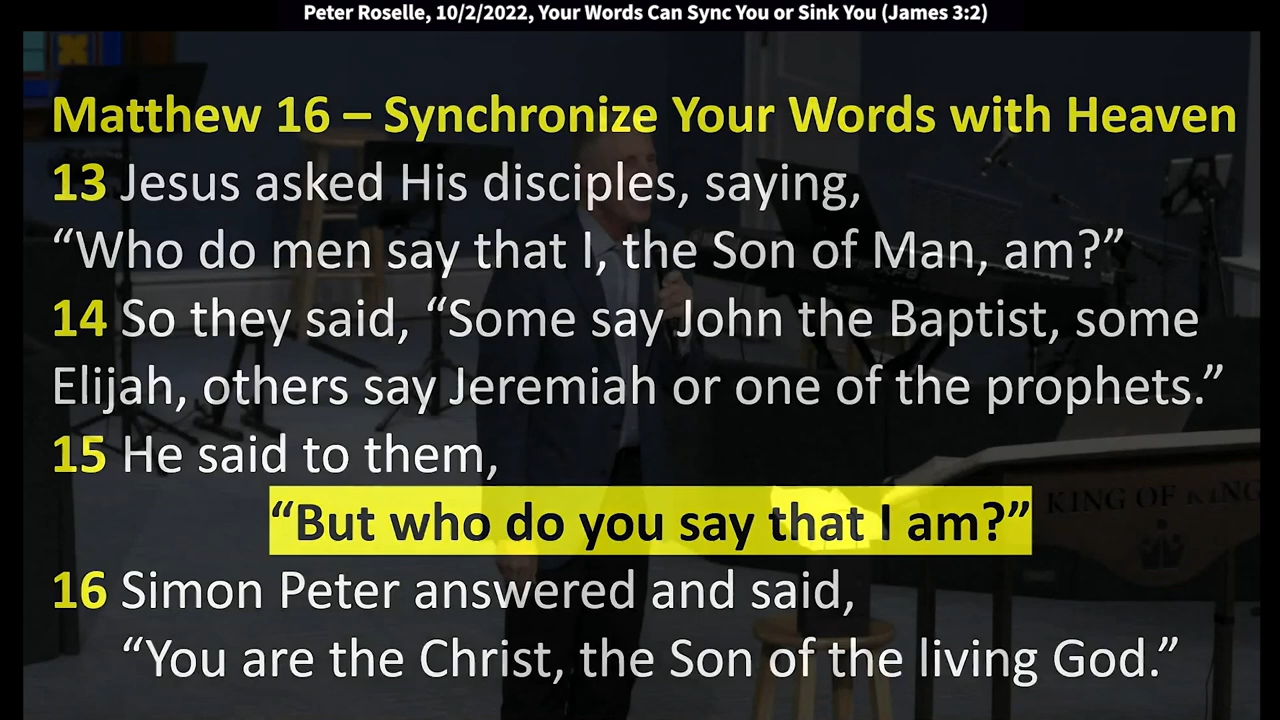 Peter Roselle, 10/2/2022, Your Words Can Sync You or Sink You (James 3:2)
Matthew 16 – Synchronize Your Words with Heaven
13 Jesus asked His disciples, saying,
“Who do men say that I, the Son of Man, am?”
14 So they said, “Some say John the Baptist, some
Elijah, others say Jeremiah or one of the prophets.”
15 He said to them,
“But who do you say that I am?”
KING OF KING
16 Simon Peter answered and said,
“You are the Christ, the Son of the living God.”